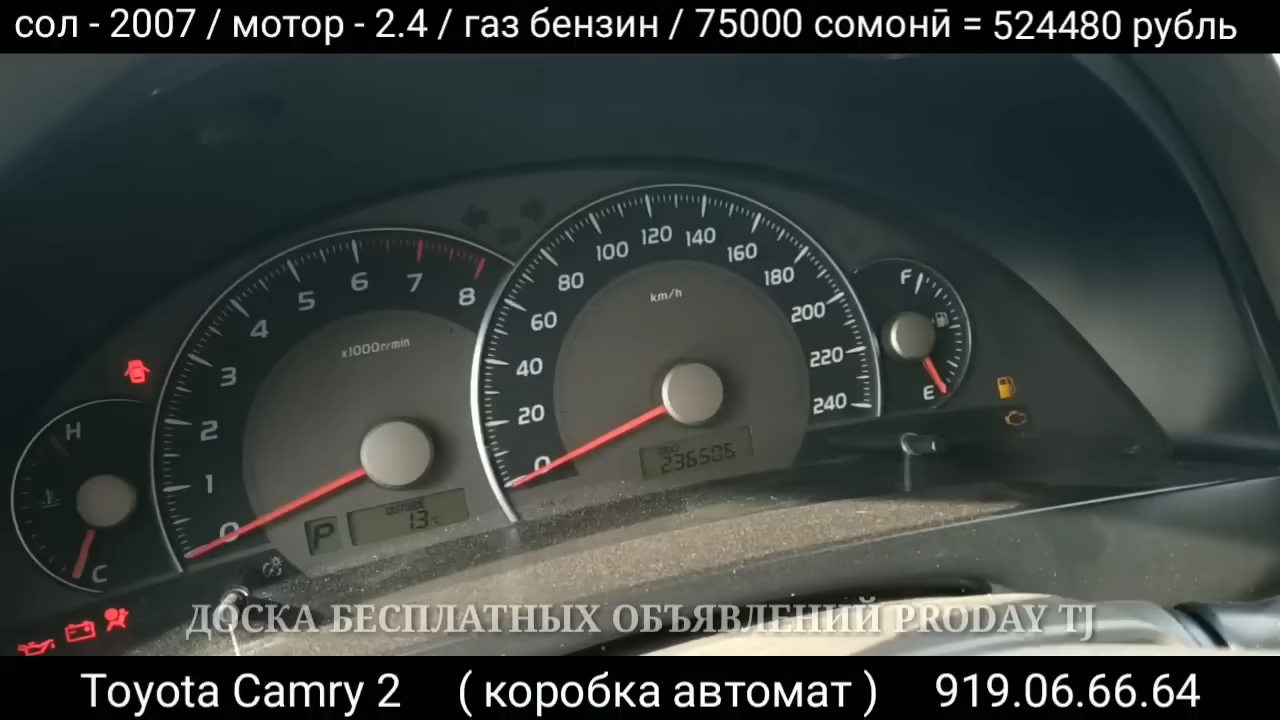 сол - 2007 / мотор - 2.4 / газ бензин / 75000 сомонӣ = 524480 рубль
100 120 140
80 160
60 180
40 200
20 220
0 240
km/h
ODO
236506
5 6 7 8
4
3
2
1
0
x1000r/min
P
OUTSIDE
13°C
H
C
F
E
ДОСКА БЕСПЛАТНЫХ ОБЪЯВЛЕНИЙ PRODAY TJ
Toyota Camry 2 ( коробка автомат ) 919.06.66.64